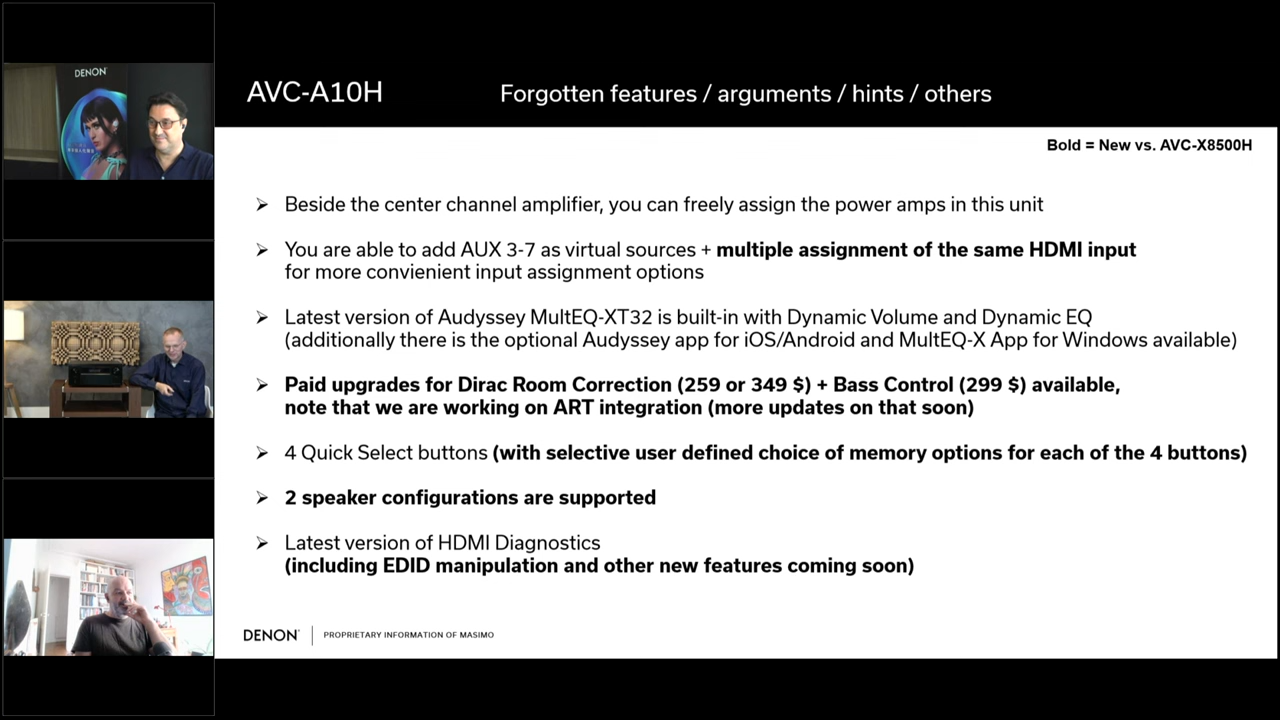 DENON
AVC-A10H
Forgotten features / arguments / hints / others
Bold = New vs. AVC-X8500H
➢ Beside the center channel amplifier, you can freely assign the power amps in this unit
➢ You are able to add AUX 3-7 as virtual sources + multiple assignment of the same HDMI input
for more convienient input assignment options
➢ Latest version of Audyssey MultEQ-XT32 is built-in with Dynamic Volume and Dynamic EQ
(additionally there is the optional Audyssey app for iOS/Android and MultEQ-X App for Windows available)
➢ Paid upgrades for Dirac Room Correction (259 or 349 $) + Bass Control (299 $) available,
note that we are working on ART integration (more updates on that soon)
➢ 4 Quick Select buttons (with selective user defined choice of memory options for each of the 4 buttons)
➢ 2 speaker configurations are supported
➢ Latest version of HDMI Diagnostics
(including EDID manipulation and other new features coming soon)
DENON
PROPRIETARY INFORMATION OF MASIMO